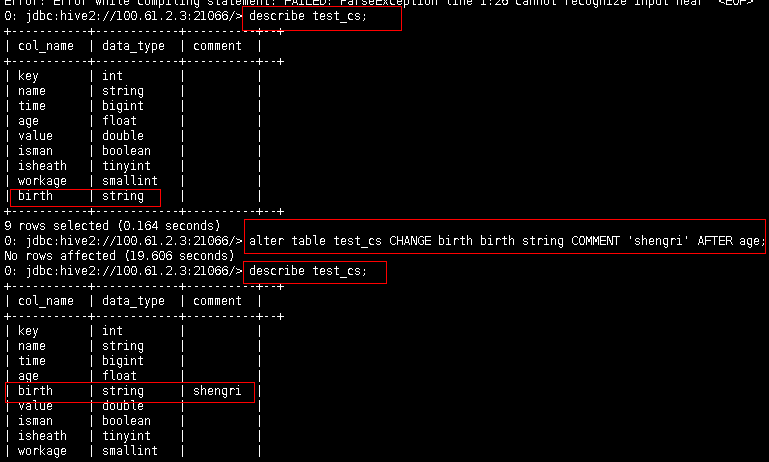 Error: Error while compiling statement: FAILED: ParseException line 1:26 cannot recognize input near '<EOF>'
0: jdbc:hive2://100.61.2.3:21066/> describe test_cs;
+-----------+------------+----------+--+
| col_name | data_type | comment |
+-----------+------------+----------+--+
| key | int | |
| name | string | |
| time | bigint | |
| age | float | |
| value | double | |
| isman | boolean | |
| isheath | tinyint | |
| workage | smallint | |
| birth | string | |
+-----------+------------+----------+--+
9 rows selected (0.164 seconds)
0: jdbc:hive2://100.61.2.3:21066/> alter table test_cs CHANGE birth birth string COMMENT 'shengri' AFTER age;
No rows affected (19.606 seconds)
0: jdbc:hive2://100.61.2.3:21066/> describe test_cs;
+-----------+------------+----------+--+
| col_name | data_type | comment |
+-----------+------------+----------+--+
| key | int | |
| name | string | |
| time | bigint | |
| age | float | |
| birth | string | shengri |
| value | double | |
| isman | boolean | |
| isheath | tinyint | |
| workage | smallint | |